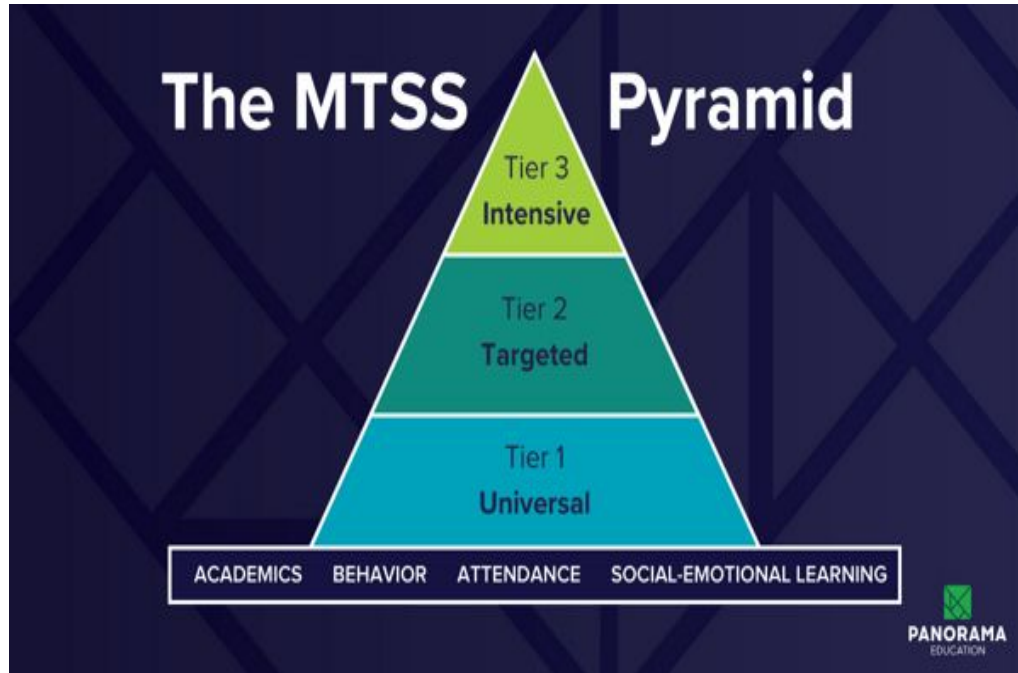 The MTSS Pyramid
Tier 3
Intensive
Tier 2
Targeted
Tier 1
Universal
ACADEMICS BEHAVIOR ATTENDANCE SOCIAL-EMOTIONAL LEARNING
PANORAMA
EDUCATION